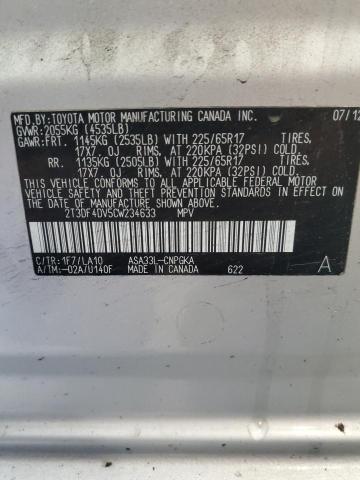 MFD.BY:TOYOTA MOTOR MANUFACTURING CANADA INC. 07/12
GVWR:2055KG (4535LB)
GAWR:FRT. 1145KG (2535LB) WITH 225/65R17 TIRES,
17X7 OJ RIMS, AT 220KPA (32PSI) COLD.
RR. 1135KG (2505LB) WITH 225/65R17 TIRES,
17X7 OJ RIMS, AT 220KPA (32PSI) COLD.
THIS VEHICLE CONFORMS TO ALL APPLICABLE FEDERAL MOTOR
VEHICLE SAFETY AND THEFT PREVENTION STANDARDS IN EFFECT
ON THE DATE OF MANUFACTURE SHOWN ABOVE.
2T3DF4DV5CW234633 MPV
C/TR:1F7/LA10 ASA33L-CNPGKA A
A/TM:-02A/U140F MADE IN CANADA 622